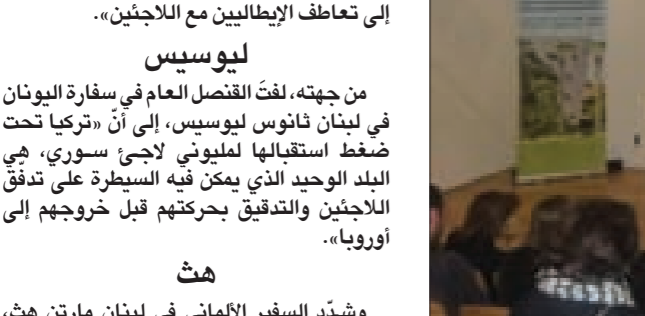 إلى تعاطف الإيطاليين مع اللاجئين».
ليوسيس
من جهته، لفتَ القنصل العام في سفارة اليونان
في لبنان ثانوس ليوسيس، إلى أنّ «تركيا تحت
ضغط استقبالها لمليوني لاجئ سوري، هي
البلد الوحيد الذي يمكن فيه السيطرة على تدفّق
اللاجئين والتدقيق بحركتهم قبل خروجهم إلى
أوروبا».
هث
وشدّد السفير الألماني في لبنان مارتن هث،